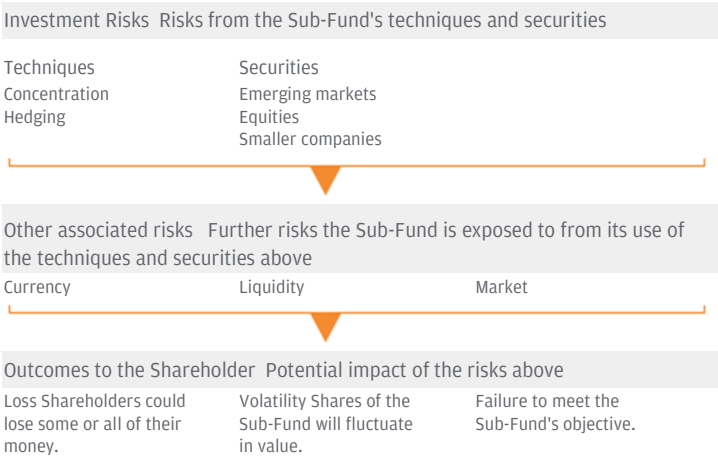 Investment Risks Risks from the Sub-Fund's techniques and securities
Techniques
Concentration
Hedging
Securities
Emerging markets
Equities
Smaller companies
Other associated risks Further risks the Sub-Fund is exposed to from its use of
the techniques and securities above
Currency
Liquidity
Market
Outcomes to the Shareholder Potential impact of the risks above
Loss Shareholders could
lose some or all of their
money.
Volatility Shares of the
Sub-Fund will fluctuate
in value.
Failure to meet the
Sub-Fund's objective.